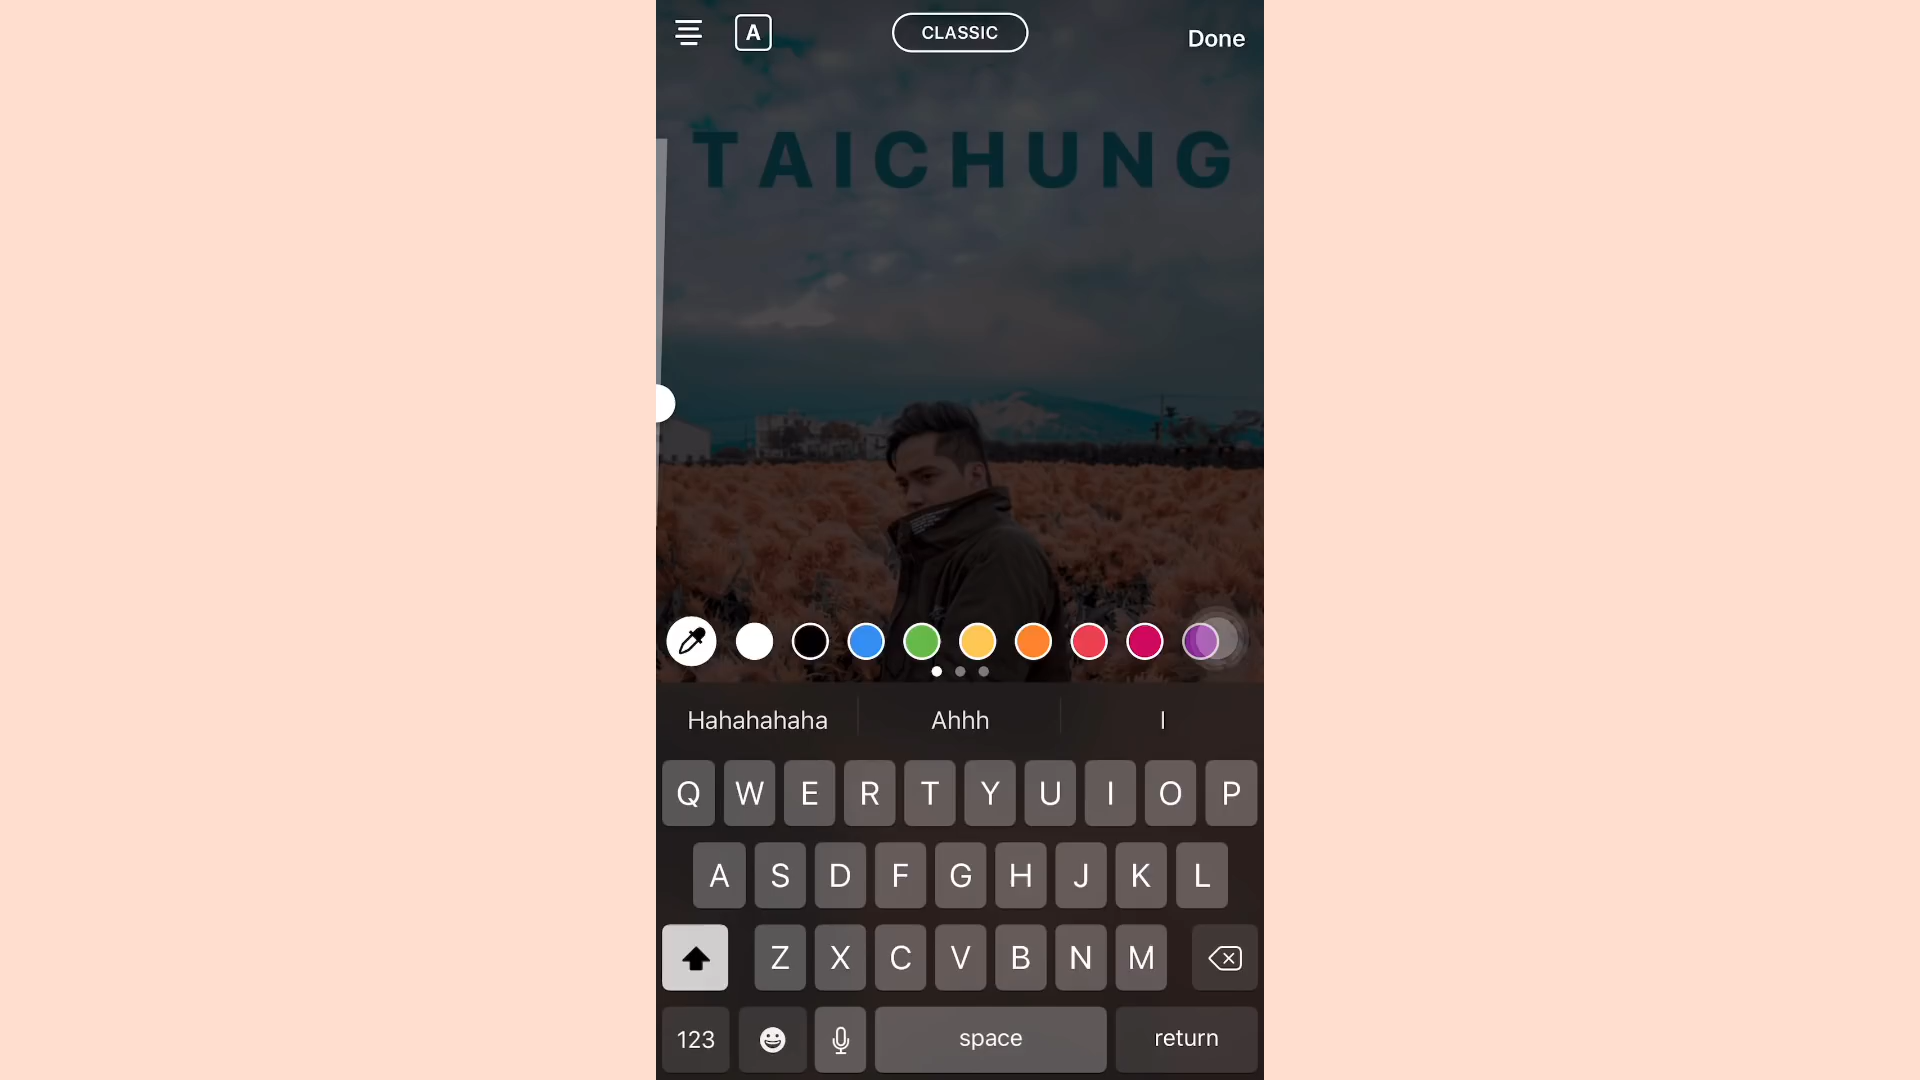 A CLASSIC Done
TAICHUNG
Hahahahaha Ahhh I
Q W E R T Y U I O P
A S D F G H J K L
Z X C V B N M
123 space return